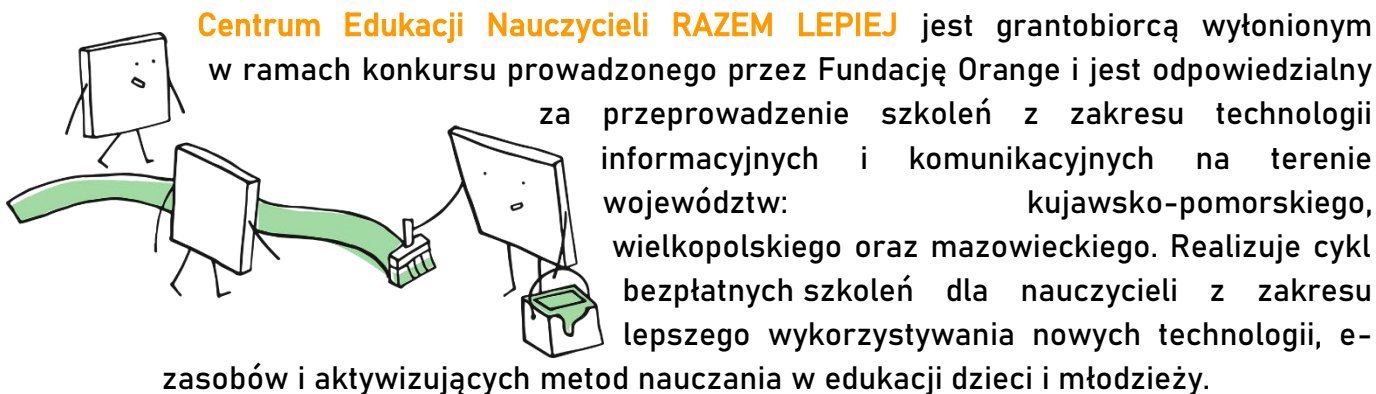 Centrum Edukacji Nauczycieli RAZEM LEPIEJ jest grantobiorcą wyłonionym
w ramach konkursu prowadzonego przez Fundację Orange i jest odpowiedzialny
za przeprowadzenie szkoleń z zakresu technologii
informacyjnych i komunikacyjnych na terenie
województw: kujawsko-pomorskiego,
wielkopolskiego oraz mazowieckiego. Realizuje cykl
bezpłatnych szkoleń dla nauczycieli z zakresu
lepszego wykorzystywania nowych technologii, e-
zasobów i aktywizujących metod nauczania w edukacji dzieci i młodzieży.